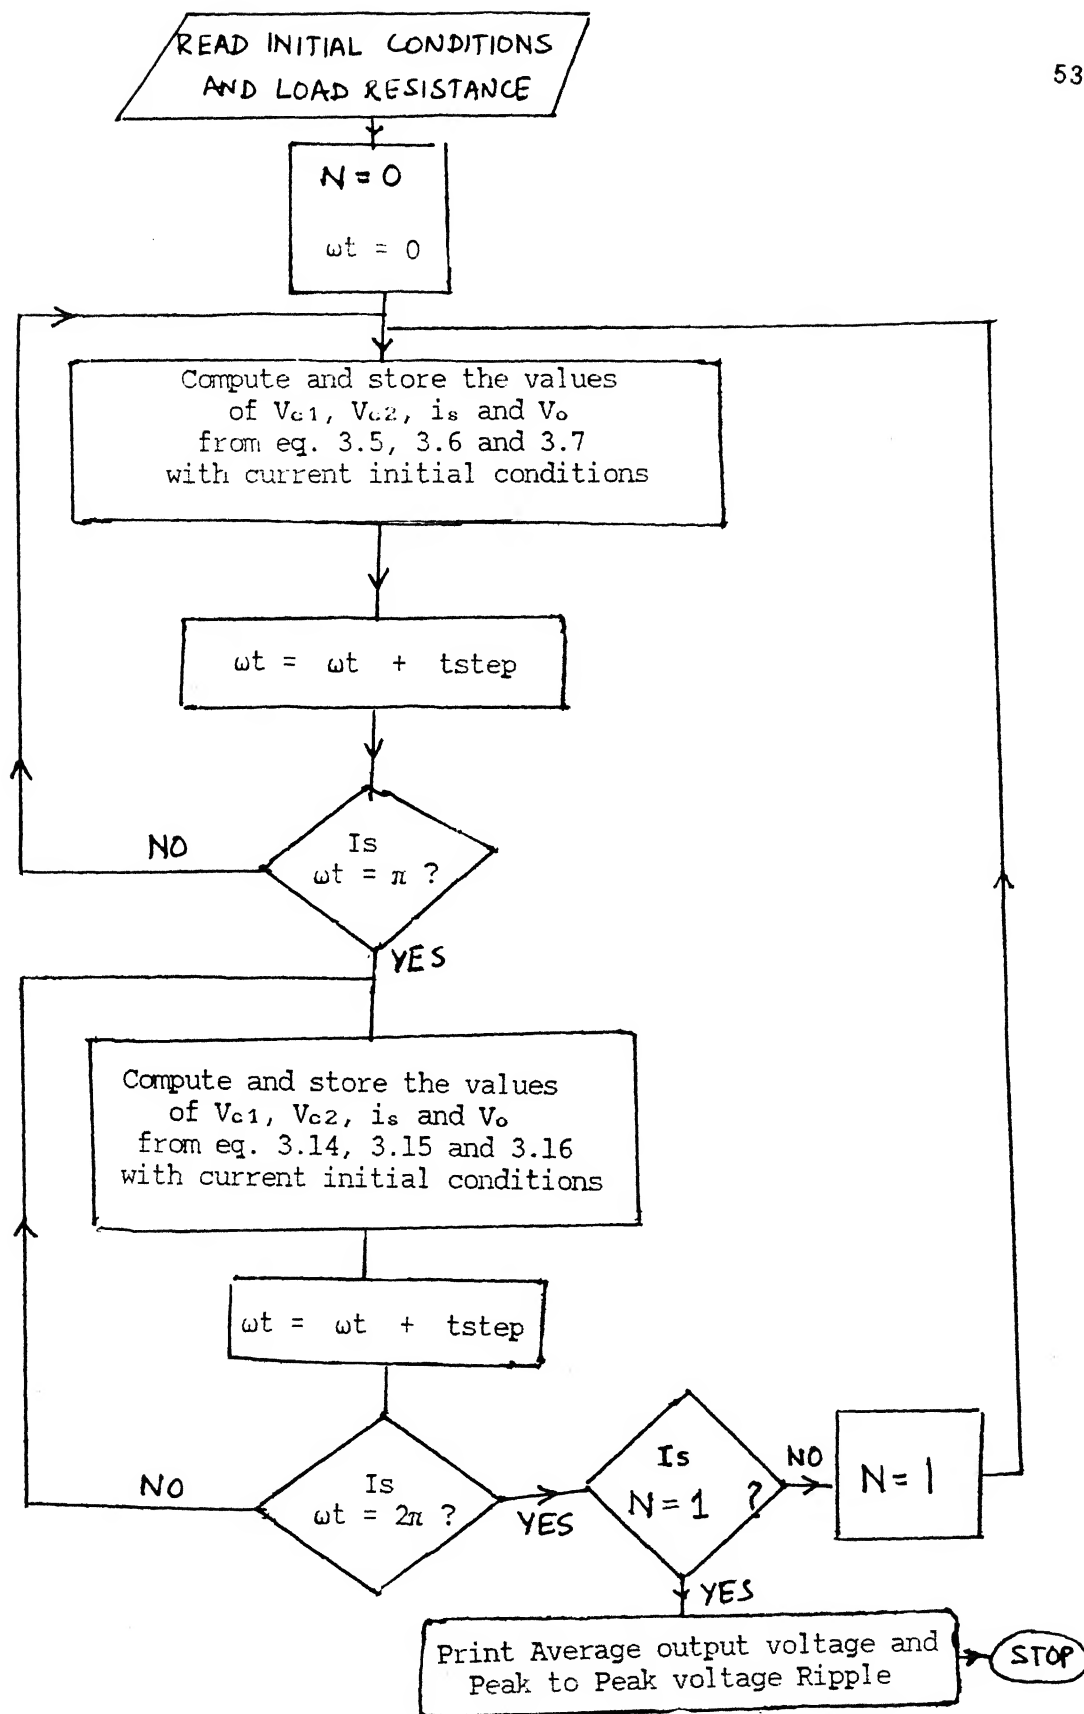 53
READ INITIAL CONDITIONS
AND LOAD RESISTANCE
N = 0
ωt = 0
Compute and store the values
of Vc1, Vc2, is and Vo
from eq. 3.5, 3.6 and 3.7
with current initial conditions
ωt = ωt + tstep
Is
ωt = π ?
NO
YES
Compute and store the values
of Vc1, Vc2, is and Vo
from eq. 3.14, 3.15 and 3.16
with current initial conditions
ωt = ωt + tstep
Is
ωt = 2π ?
NO
YES
Is
N = 1 ?
NO
N = 1
YES
Print Average output voltage and
Peak to Peak voltage Ripple
STOP